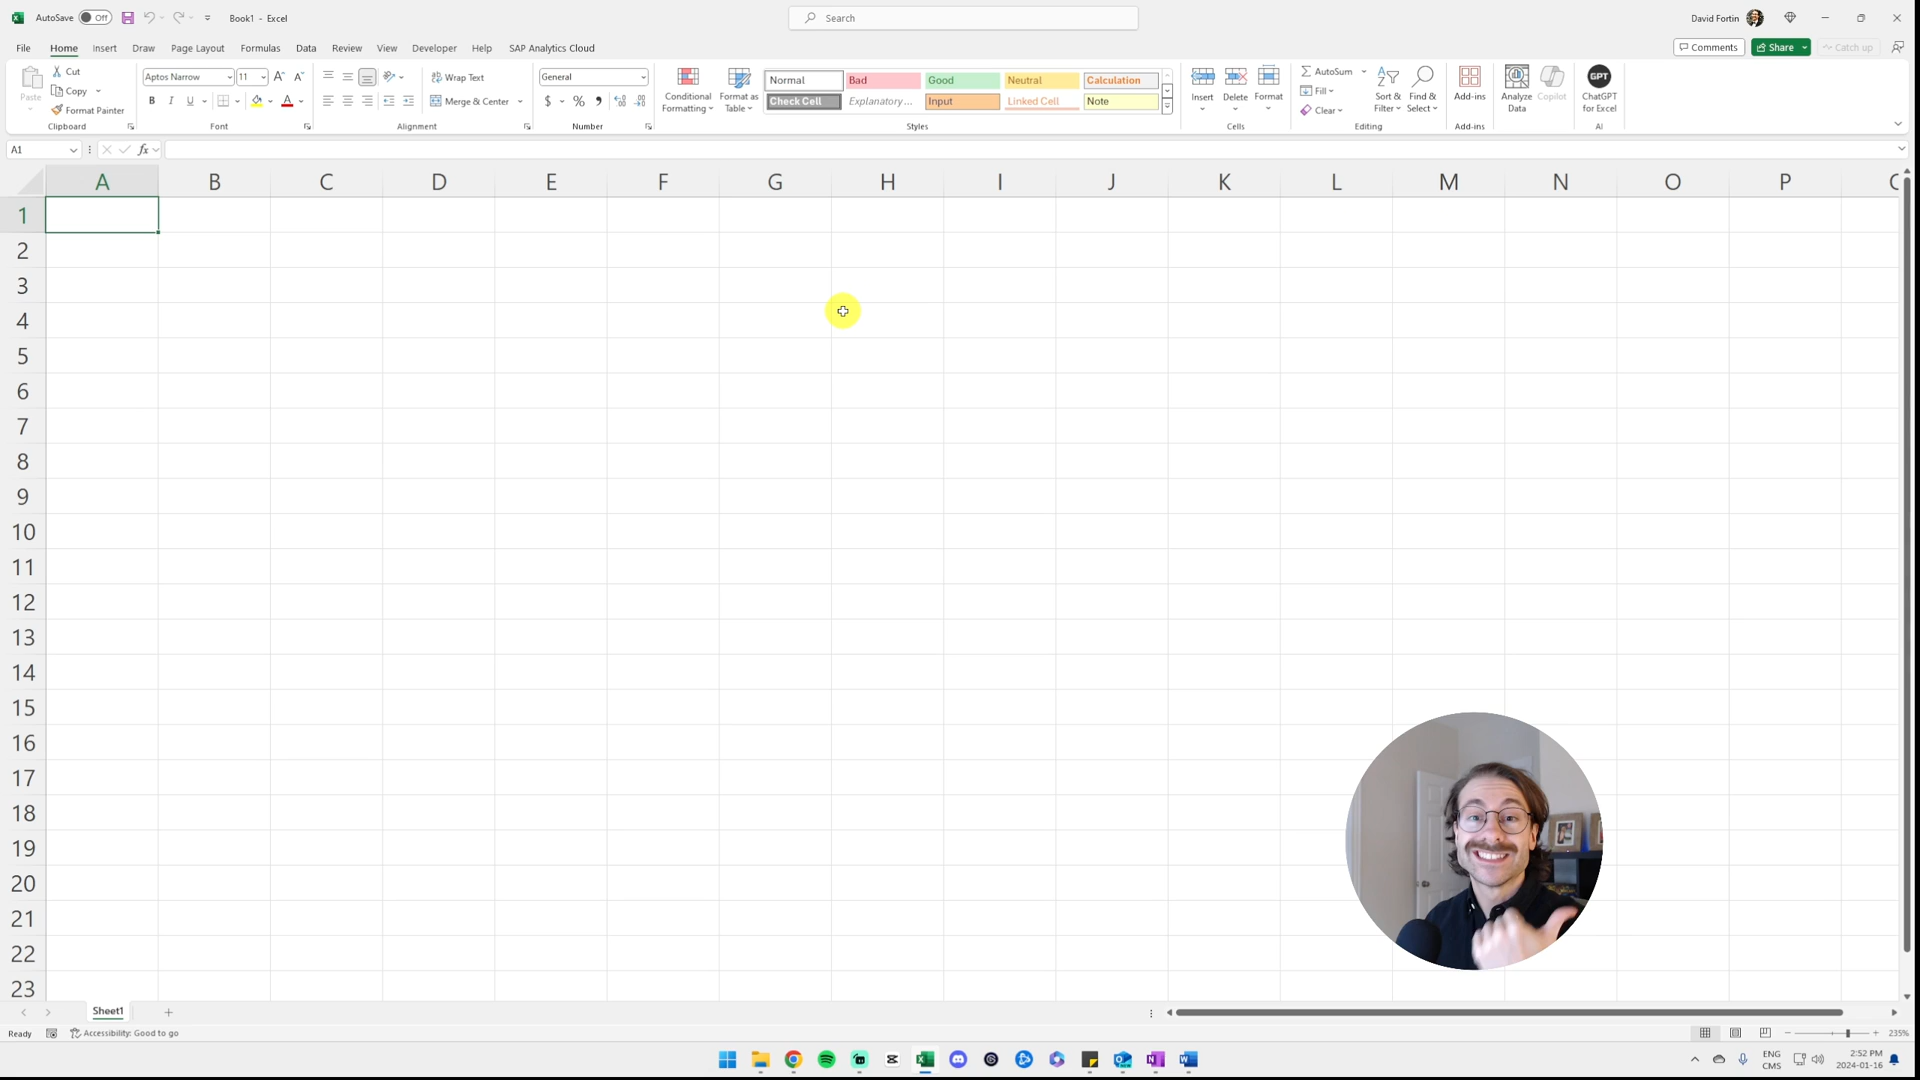 AutoSave Off Book1 - Excel Search David Fortin
File Home Insert Draw Page Layout Formulas Data Review View Developer Help SAP Analytics Cloud Comments Share Catch up
Paste Cut Copy Format Painter Clipboard
Aptos Narrow 11 B I U A Font
Wrap Text Merge & Center Alignment
General $ % , Number
Conditional Formatting Format as Table
Normal Bad Good Neutral Calculation
Check Cell Explanatory... Input Linked Cell Note
Styles
Insert Delete Format Cells
AutoSum Fill Clear Sort & Filter Find & Select Editing
Add-ins Add-ins
Analyze Data Copilot
GPT ChatGPT for Excel AI
A1 fx
A B C D E F G H I J K L M N O P
1
2
3
4
5
6
7
8
9
10
11
12
13
14
15
16
17
18
19
20
21
22
23
Sheet1
Ready Accessibility: Good to go 235%
ENG CMS 2:52 PM 2024-01-16